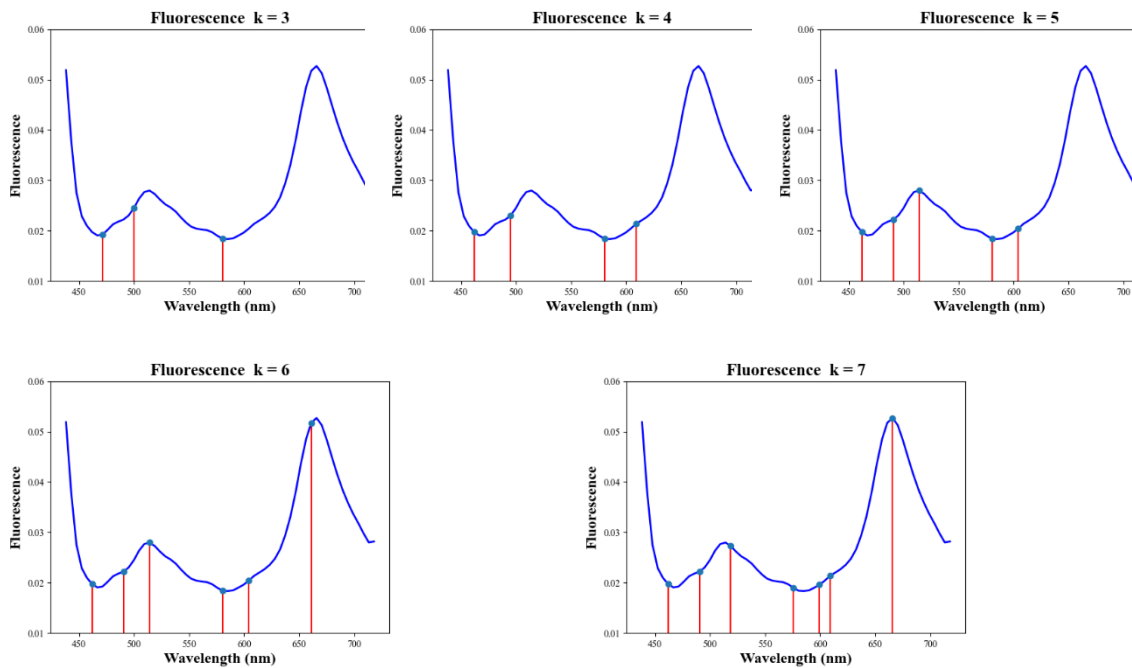 Fluorescence k = 3
0.06
0.05
0.04
0.03
0.02
0.01
Fluorescence
450 500 550 600 650 700
Wavelength (nm)
Fluorescence k = 4
0.06
0.05
0.04
0.03
0.02
0.01
Fluorescence
450 500 550 600 650 700
Wavelength (nm)
Fluorescence k = 5
0.06
0.05
0.04
0.03
0.02
0.01
Fluorescence
450 500 550 600 650 700
Wavelength (nm)
Fluorescence k = 6
0.06
0.05
0.04
0.03
0.02
0.01
Fluorescence
450 500 550 600 650 700
Wavelength (nm)
Fluorescence k = 7
0.06
0.05
0.04
0.03
0.02
0.01
Fluorescence
450 500 550 600 650 700
Wavelength (nm)